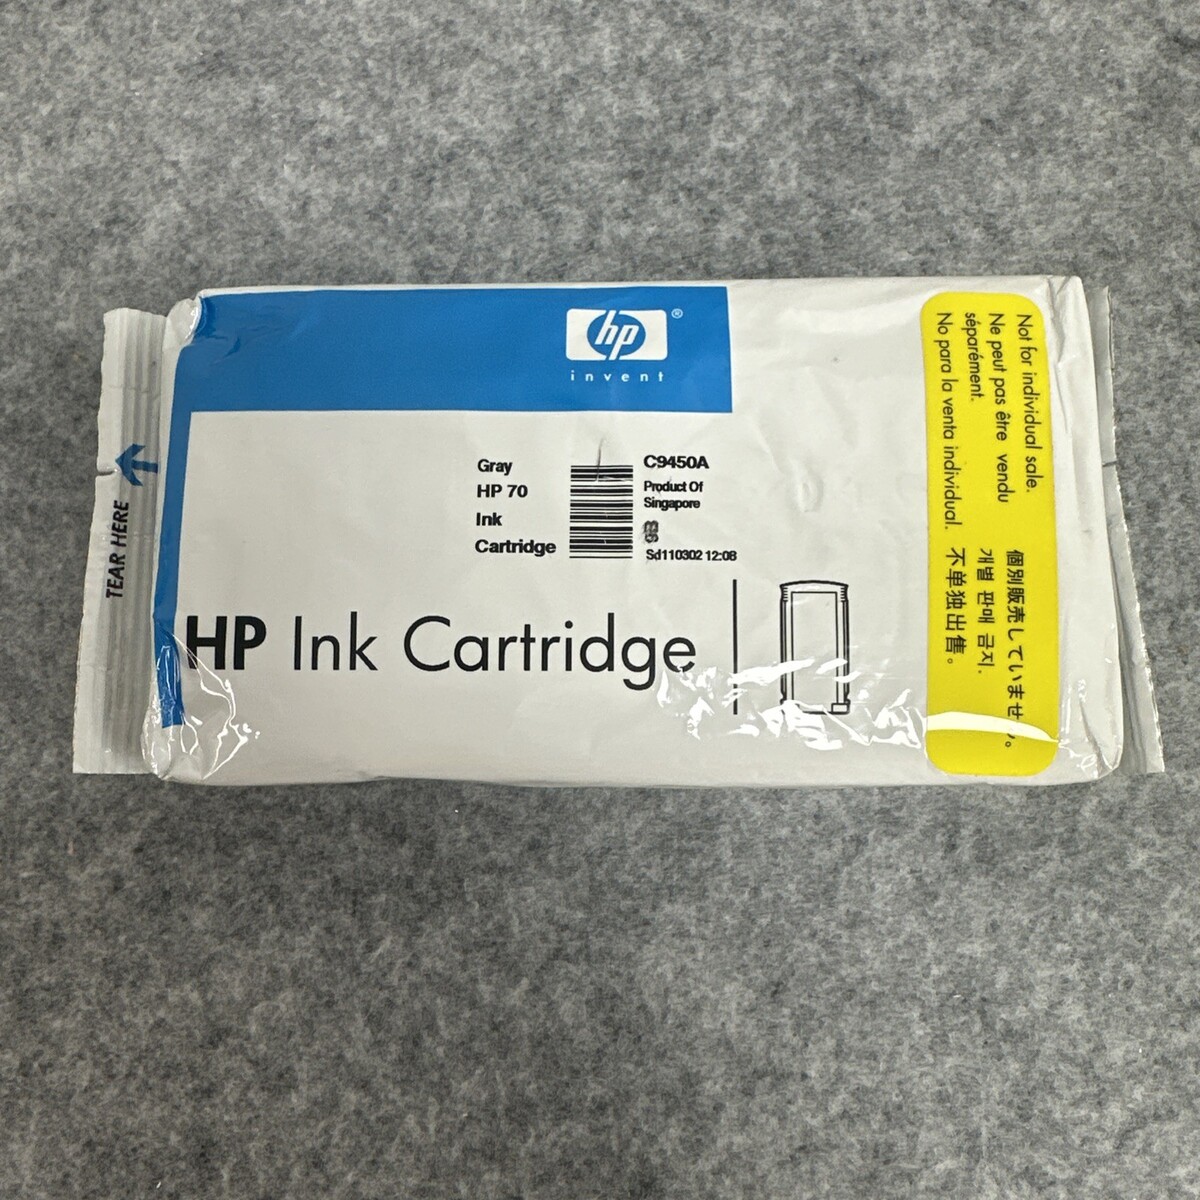 hp®
invent
Gray
HP 70
Ink
Cartridge
C9450A
Product Of
Singapore
Sd110302 12:08
HP Ink Cartridge
TEAR HERE
Not for individual sale.
Ne peut pas être vendu
séparément.
No para la venta individual.
個別販売していません。
개별 판매 금지.
不单独出售。